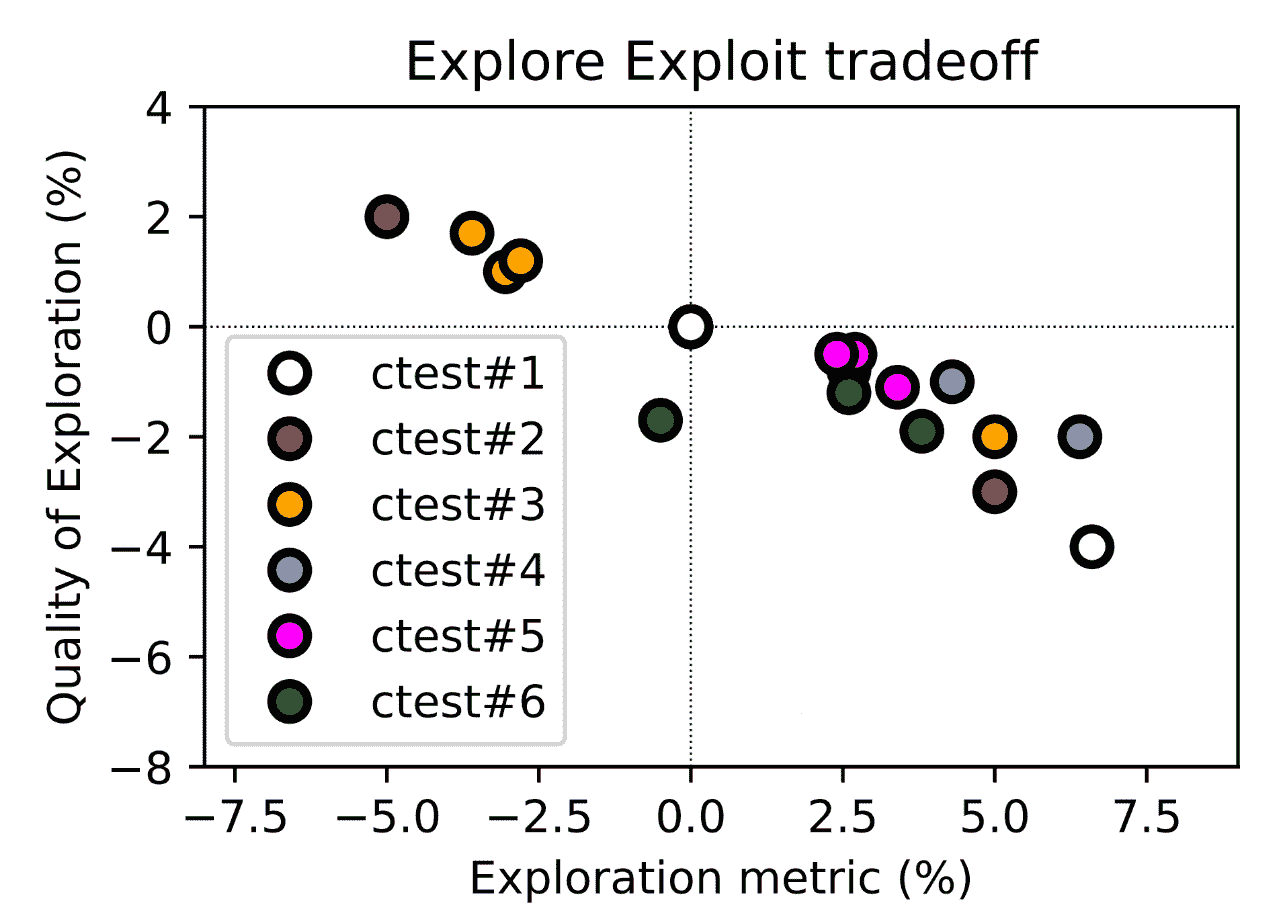 Explore Exploit tradeoff
Quality of Exploration (%)
4
2
0
−2
−4
−6
−8
ctest#1
ctest#2
ctest#3
ctest#4
ctest#5
ctest#6
−7.5 −5.0 −2.5 0.0 2.5 5.0 7.5
Exploration metric (%)